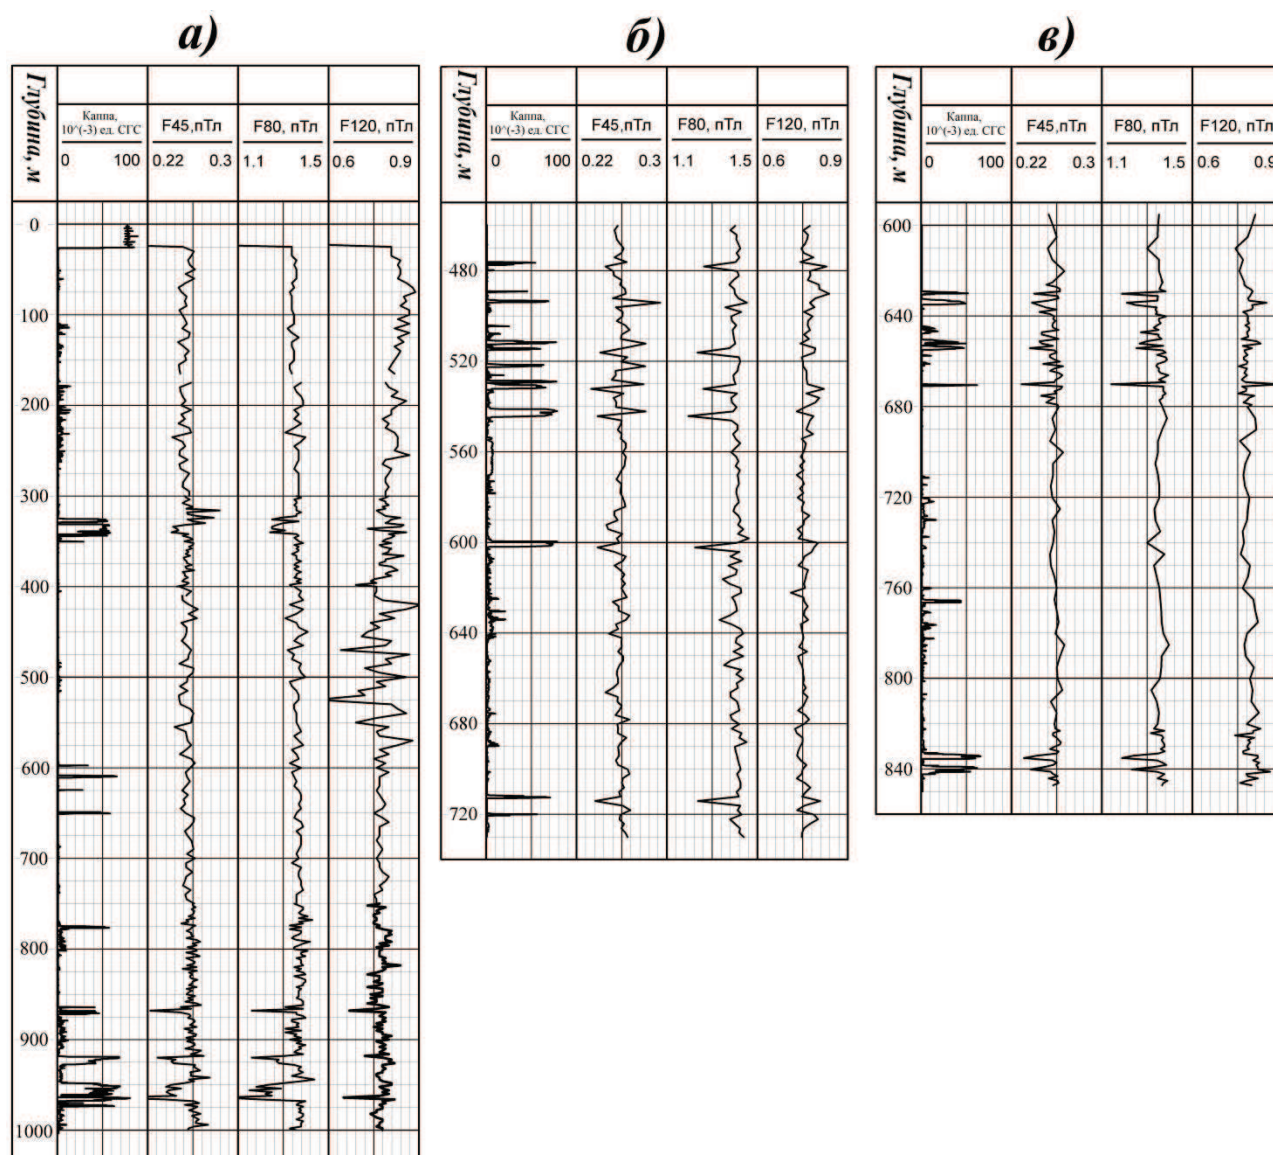 а)
Глубина, м
Каппа,
10^(-3) ед. СГС
F45,пТл
F80, пТл
F120, пТл
0 100
0.22 0.3
1.1 1.5
0.6 0.9
0
100
200
300
400
500
600
700
800
900
1000
б)
Глубина, м
Каппа,
10^(-3) ед. СГС
F45,пТл
F80, пТл
F120, пТл
0 100
0.22 0.3
1.1 1.5
0.6 0.9
480
520
560
600
640
680
720
в)
Глубина, м
Каппа,
10^(-3) ед. СГС
F45,пТл
F80, пТл
F120, пТл
0 100
0.22 0.3
1.1 1.5
0.6 0.9
600
640
680
720
760
800
840